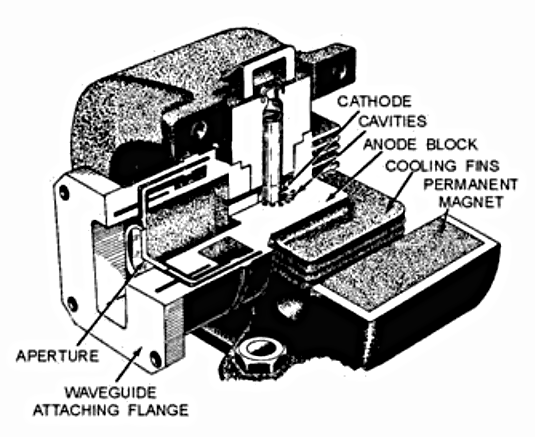 CATHODE
CAVITIES
ANODE BLOCK
COOLING FINS
PERMANENT
MAGNET
APERTURE
WAVEGUIDE
ATTACHING FLANGE